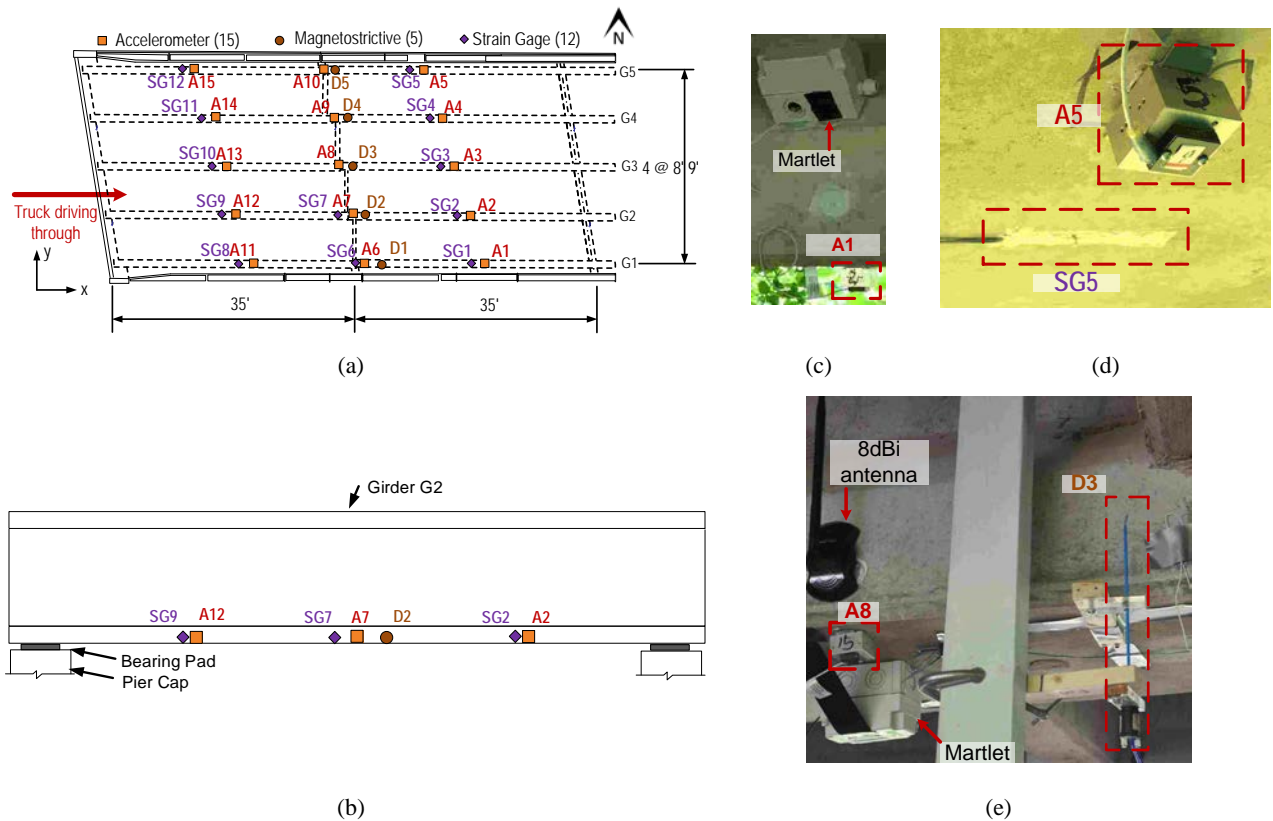 Accelerometer (15) Magnetostrictive (5) Strain Gage (12)
N
SG12 A15 A10 D5 SG5 A5 G5
SG11 A14 A9 D4 SG4 A4 G4
SG10 A13 A8 D3 SG3 A3 G3 4 @ 8' 9'
SG9 A12 SG7 A7 D2 SG2 A2 G2
Truck driving
through
SG8 A11 SG6 A6 D1 SG1 A1 G1
y
x
35' 35'
(a)
Martlet
A1
(c)
A5
5
SG5
(d)
Girder G2
SG9 A12 SG7 A7 D2 SG2 A2
Bearing Pad
Pier Cap
(b)
8dBi
antenna
D3
A8
15
Martlet
(e)